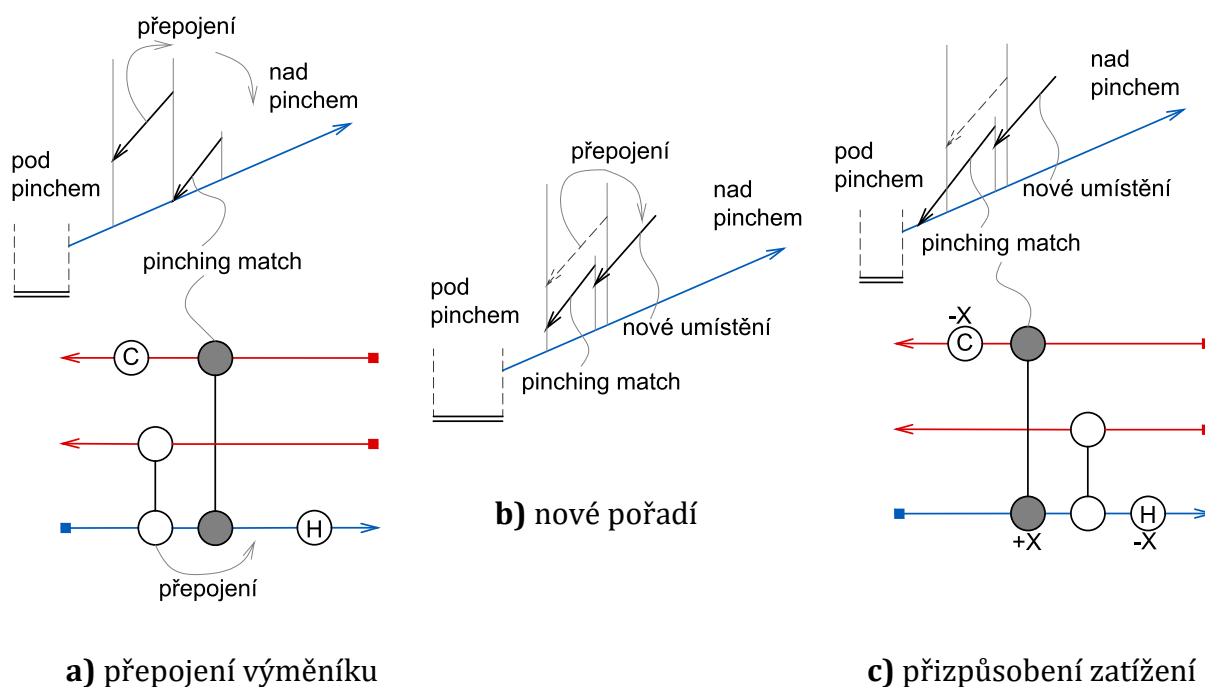 přepojení
nad
pinchem
pod
pinchem
pinching match
C
H
přepojení
a) přepojení výměníku
přepojení
nad
pinchem
pod
pinchem
nové umístění
pinching match
b) nové pořadí
nad
pinchem
pod
pinchem
nové umístění
pinching match
-X
C
H
+X
-X
c) přizpůsobení zatížení